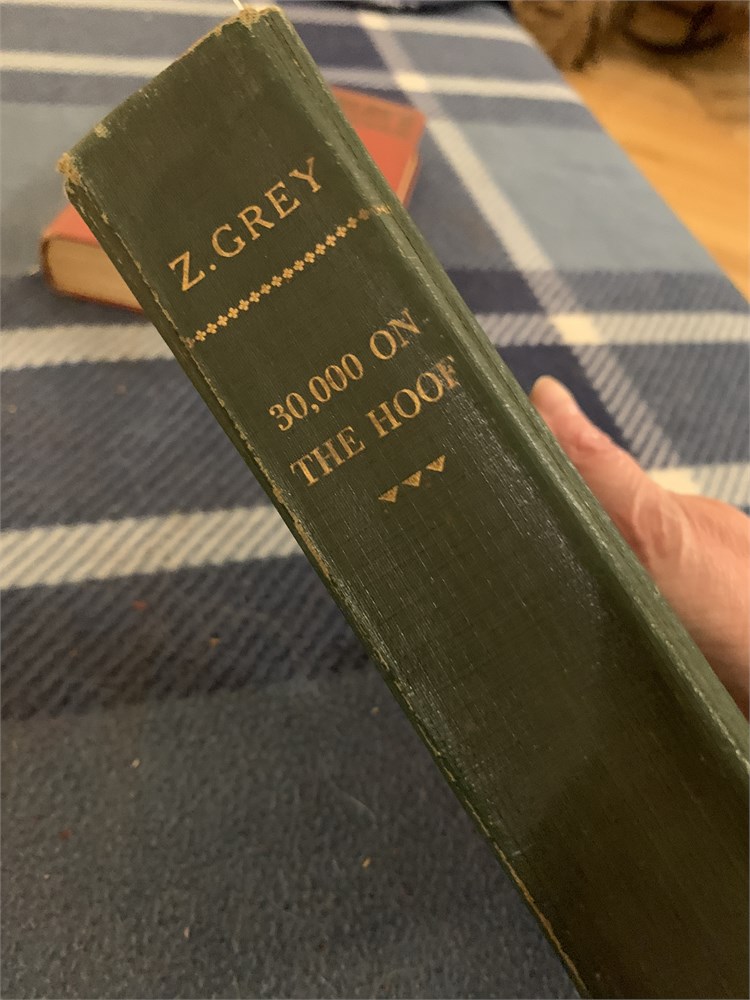 Z. GREY
30,000 ON
THE HOOF